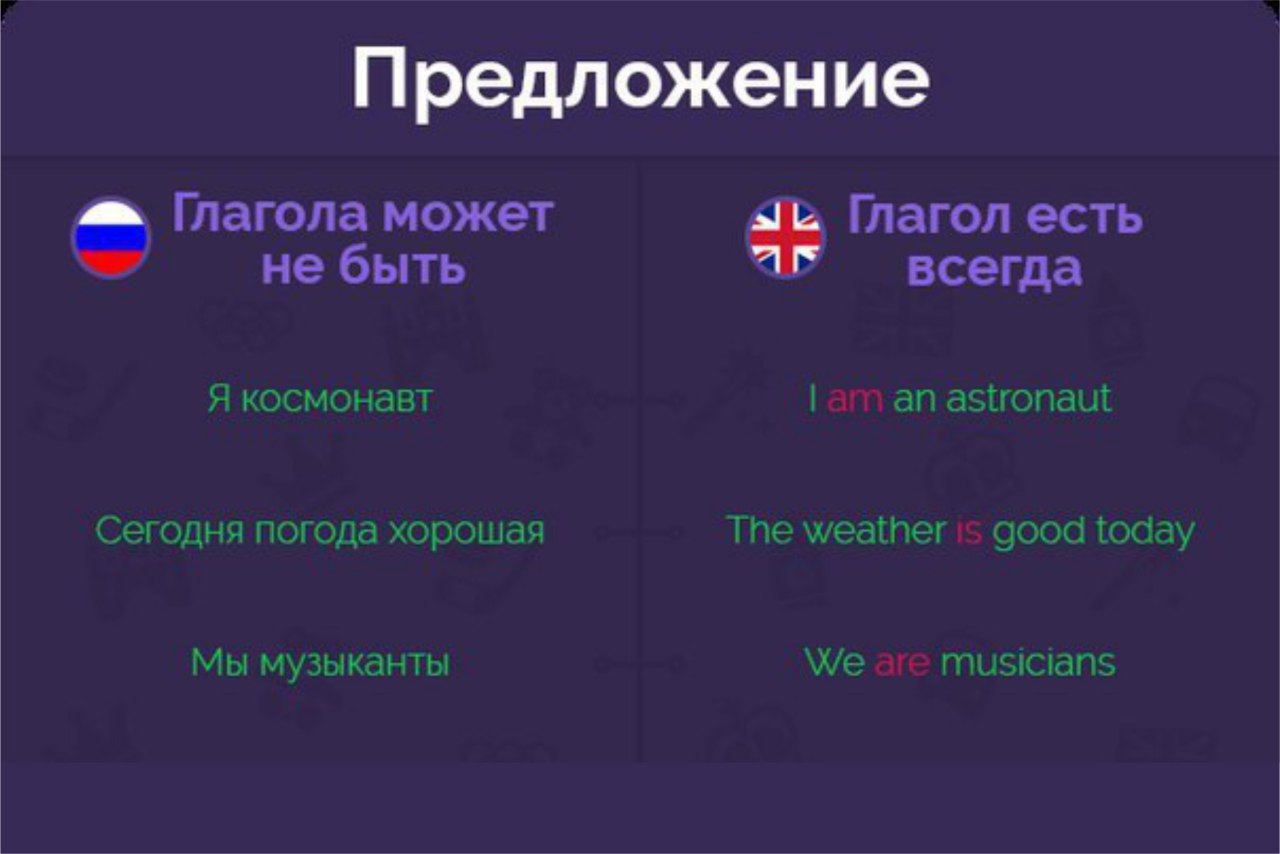 Предложение
Глагола может
не быть
Глагол есть
всегда
Я космонавт
I am an astronaut
Сегодня погода хорошая
The weather is good today
Мы музыканты
We are musicians